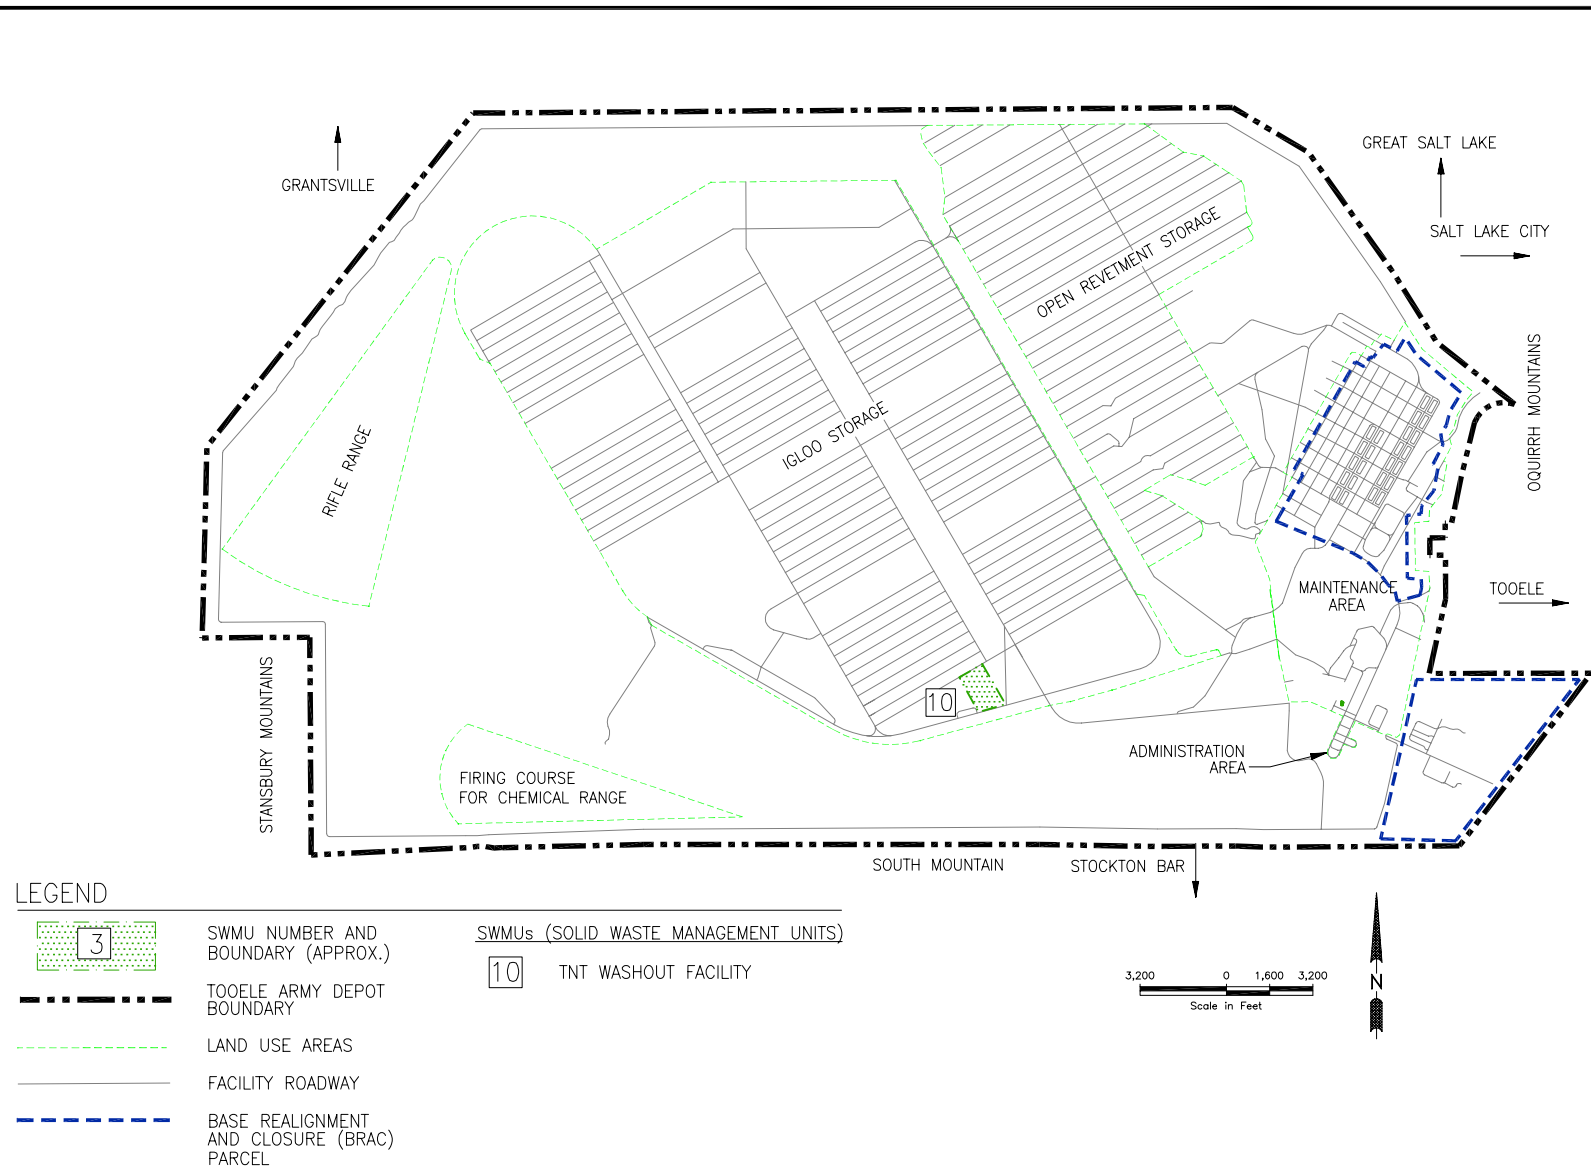 GREAT SALT LAKE
GRANTSVILLE
SALT LAKE CITY
OPEN REVETMENT STORAGE
OQUIRRH MOUNTAINS
IGLOO STORAGE
RIFLE RANGE
MAINTENANCE
AREA
TOOELE
10
STANSBURY MOUNTAINS
ADMINISTRATION
AREA
FIRING COURSE
FOR CHEMICAL RANGE
SOUTH MOUNTAIN
STOCKTON BAR
LEGEND
3
SWMU NUMBER AND
BOUNDARY (APPROX.)
TOOELE ARMY DEPOT
BOUNDARY
LAND USE AREAS
FACILITY ROADWAY
BASE REALIGNMENT
AND CLOSURE (BRAC)
PARCEL
SWMUs (SOLID WASTE MANAGEMENT UNITS)
10 TNT WASHOUT FACILITY
3,200 0 1,600 3,200
Scale in Feet
N